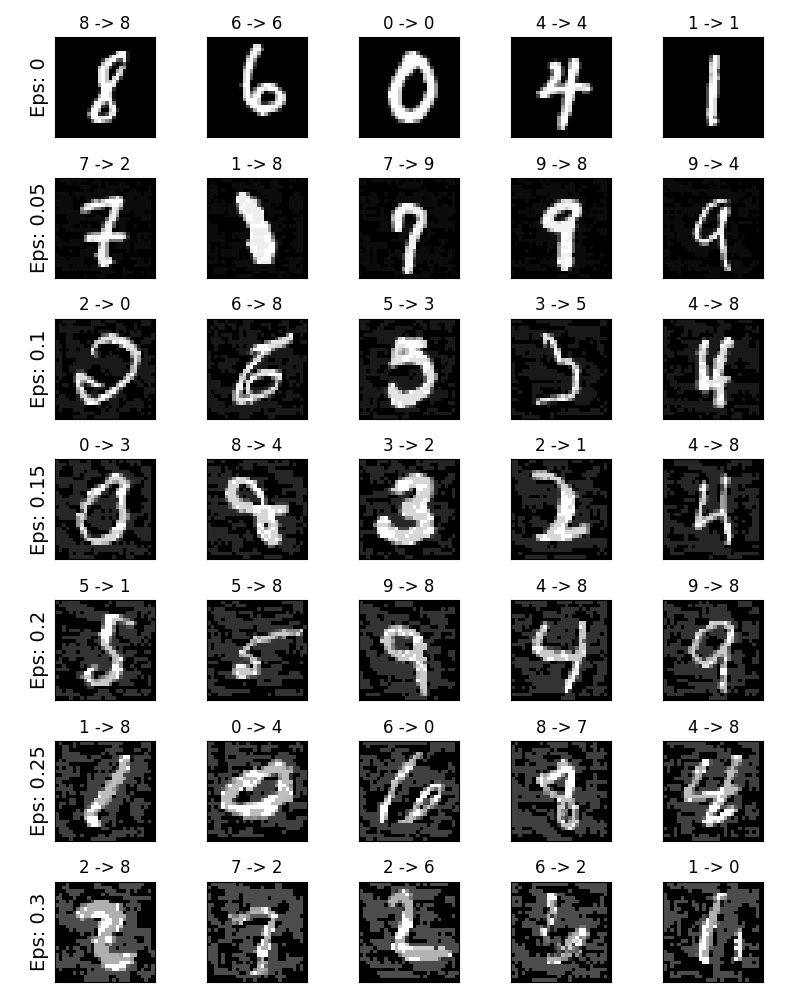 8 -> 8 6 -> 6 0 -> 0 4 -> 4 1 -> 1
Eps: 0
7 -> 2 1 -> 8 7 -> 9 9 -> 8 9 -> 4
Eps: 0.05
2 -> 0 6 -> 8 5 -> 3 3 -> 5 4 -> 8
Eps: 0.1
0 -> 3 8 -> 4 3 -> 2 2 -> 1 4 -> 8
Eps: 0.15
5 -> 1 5 -> 8 9 -> 8 4 -> 8 9 -> 8
Eps: 0.2
1 -> 8 0 -> 4 6 -> 0 8 -> 7 4 -> 8
Eps: 0.25
2 -> 8 7 -> 2 2 -> 6 6 -> 2 1 -> 0
Eps: 0.3